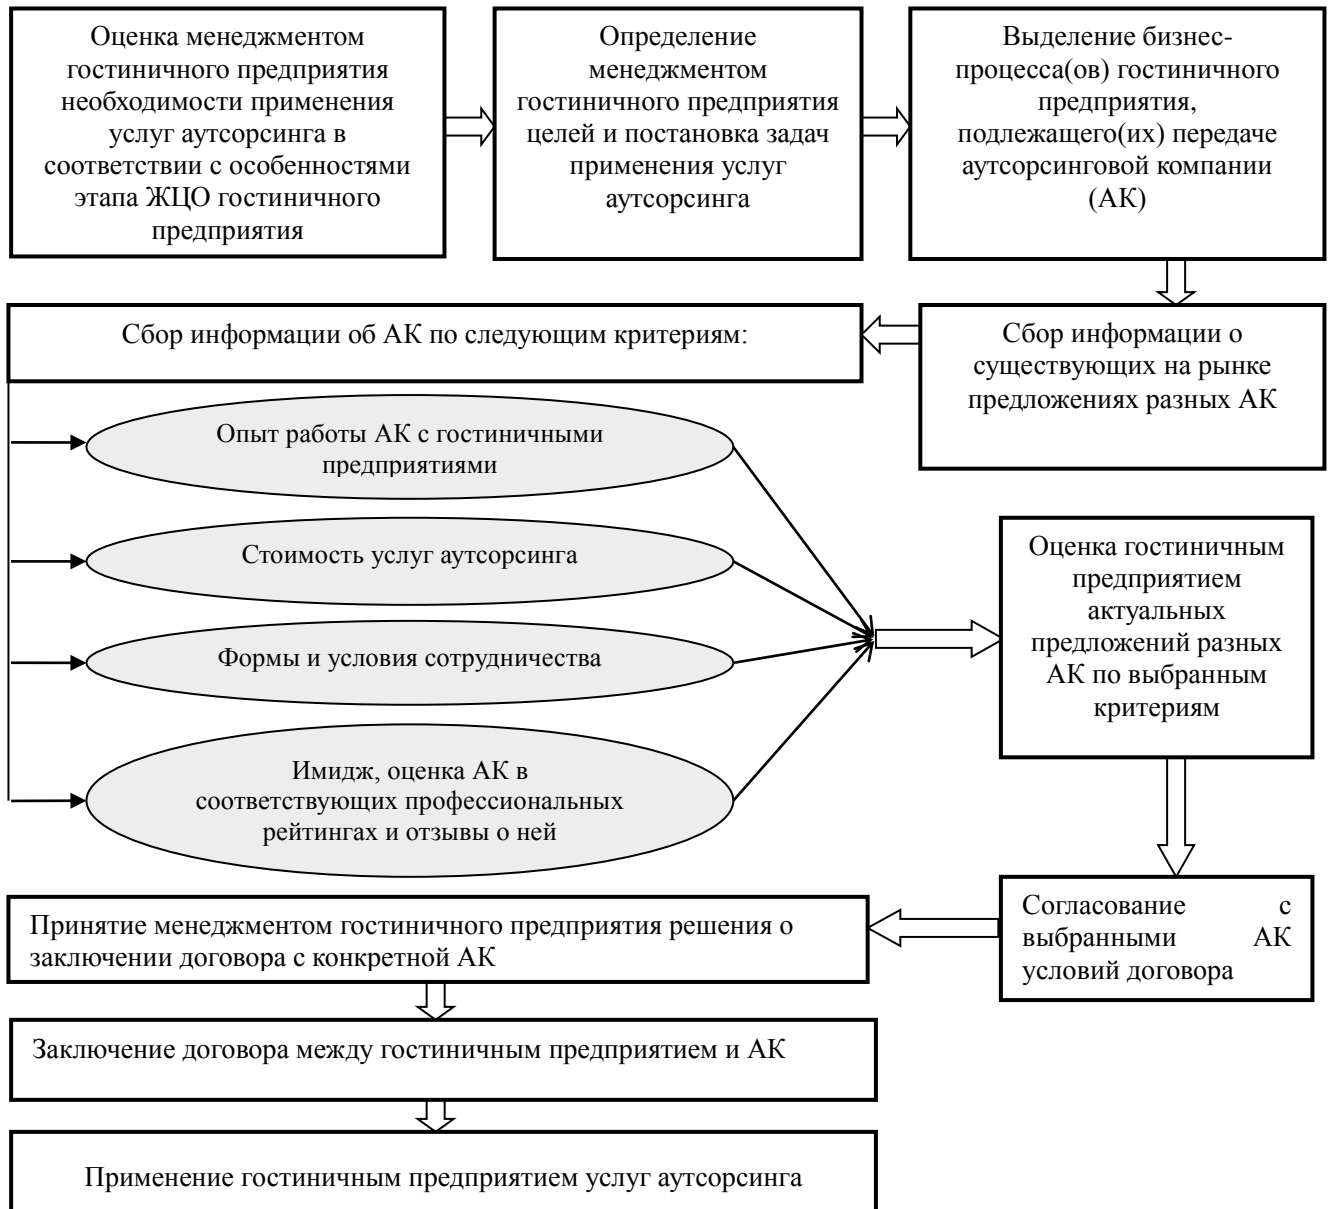 Оценка менеджментом
гостиничного предприятия
необходимости применения
услуг аутсорсинга в
соответствии с особенностями
этапа ЖЦО гостиничного
предприятия
Определение
менеджментом
гостиничного предприятия
целей и постановка задач
применения услуг
аутсорсинга
Выделение бизнес-
процесса(ов) гостиничного
предприятия,
подлежащего(их) передаче
аутсорсинговой компании
(АК)
Сбор информации о
существующих на рынке
предложениях разных АК
Сбор информации об АК по следующим критериям:
Опыт работы АК с гостиничными
предприятиями
Стоимость услуг аутсорсинга
Формы и условия сотрудничества
Имидж, оценка АК в
соответствующих профессиональных
рейтингах и отзывы о ней
Оценка гостиничным
предприятием
актуальных
предложений разных
АК по выбранным
критериям
Согласование с
выбранными АК
условий договора
Принятие менеджментом гостиничного предприятия решения о
заключении договора с конкретной АК
Заключение договора между гостиничным предприятием и АК
Применение гостиничным предприятием услуг аутсорсинга